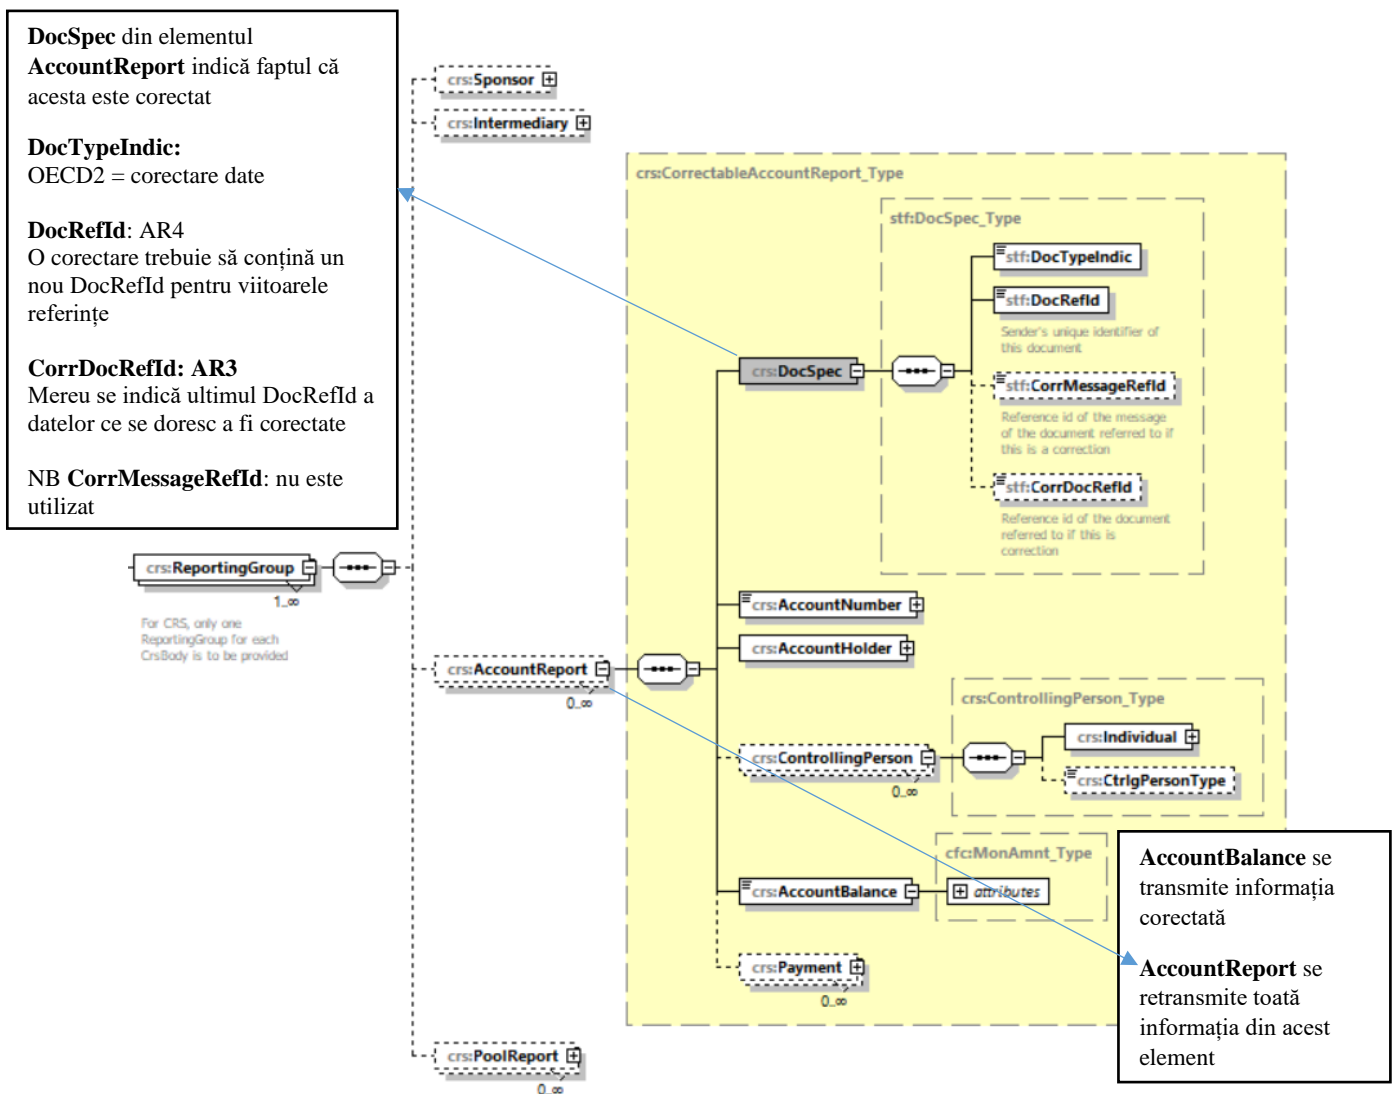 DocSpec din elementul
AccountReport indică faptul că
acesta este corectat
DocTypeIndic:
OECD2 = corectare date
DocRefId: AR4
O corectare trebuie să conțină un
nou DocRefId pentru viitoarele
referințe
CorrDocRefId: AR3
Mereu se indică ultimul DocRefId a
datelor ce se doresc a fi corectate
NB CorrMessageRefId: nu este
utilizat
crs:Sponsor
crs:Intermediary
crs:CorrectableAccountReport_Type
stf:DocSpec_Type
stf:DocTypeIndic
stf:DocRefId
Sender's unique identifier of
this document
crs:DocSpec
stf:CorrMessageRefId
Reference id of the message
of the document referred to if
this is a correction
stf:CorrDocRefId
Reference id of the document
referred to if this is
correction
crs:ReportingGroup
1..∞
For CRS, only one
ReportingGroup for each
CrsBody is to be provided
crs:AccountNumber
crs:AccountHolder
crs:AccountReport
0..∞
crs:ControllingPerson_Type
crs:Individual
crs:ControllingPerson
0..∞
crs:CtrlgPersonType
cfc:MonAmnt_Type
crs:AccountBalance
attributes
crs:Payment
0..∞
AccountBalance se
transmite informația
corectată
AccountReport se
retransmite toată
informația din acest
element
crs:PoolReport
0..∞